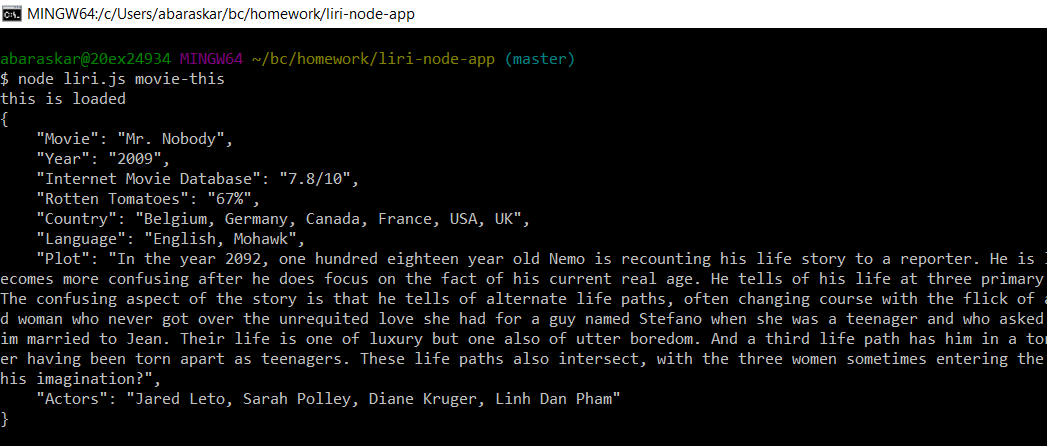 MINGW64:/c/Users/abaraskar/bc/homework/liri-node-app
abaraskar@20ex24934 MINGW64 ~/bc/homework/liri-node-app (master)
$ node liri.js movie-this
this is loaded
{
    "Movie": "Mr. Nobody",
    "Year": "2009",
    "Internet Movie Database": "7.8/10",
    "Rotten Tomatoes": "67%",
    "Country": "Belgium, Germany, Canada, France, USA, UK",
    "Language": "English, Mohawk",
    "Plot": "In the year 2092, one hundred eighteen year old Nemo is recounting his life story to a reporter. He is
ecomes more confusing after he does focus on the fact of his current real age. He tells of his life at three primary
The confusing aspect of the story is that he tells of alternate life paths, often changing course with the flick of
d woman who never got over the unrequited love she had for a guy named Stefano when she was a teenager and who asked
im married to Jean. Their life is one of luxury but one also of utter boredom. And a third life path has him in a
er having been torn apart as teenagers. These life paths also intersect, with the three women sometimes entering the
his imagination?",
    "Actors": "Jared Leto, Sarah Polley, Diane Kruger, Linh Dan Pham"
}